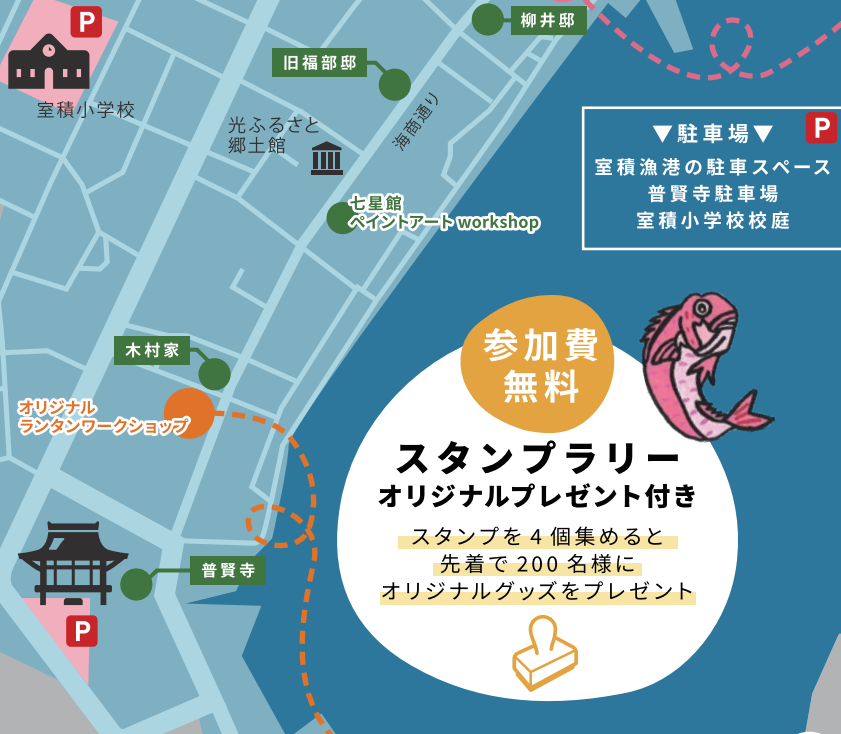 P
柳井邸
旧福部邸
室積小学校
光ふるさと
郷土館
海商通り
P
▼駐車場▼
室積漁港の駐車スペース
普賢寺駐車場
室積小学校校庭
七星館
ペイントアート workshop
木村家
オリジナル
ランタンワークショップ
参加費
無料
スタンプラリー
オリジナルプレゼント付き
スタンプを4個集めると
先着で200名様に
オリジナルグッズをプレゼント
普賢寺
P